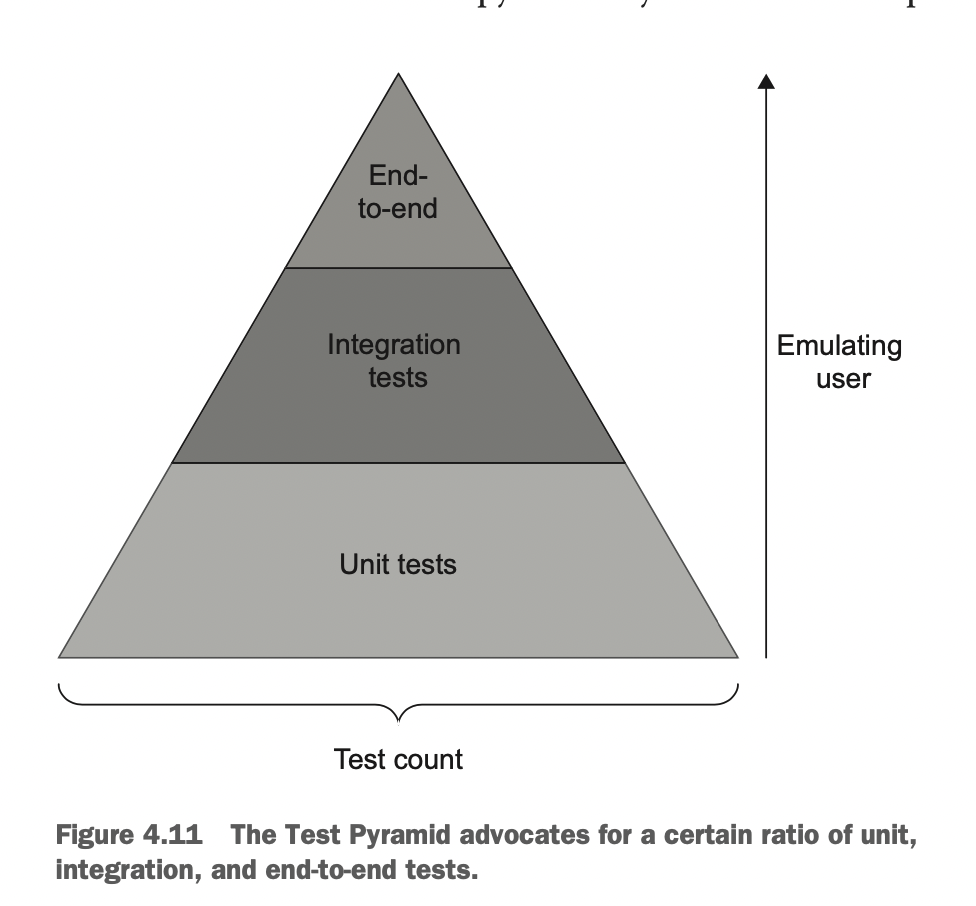 End-
to-end
Integration
tests
Emulating
user
Unit tests
Test count
Figure 4.11 The Test Pyramid advocates for a certain ratio of unit,
integration, and end-to-end tests.